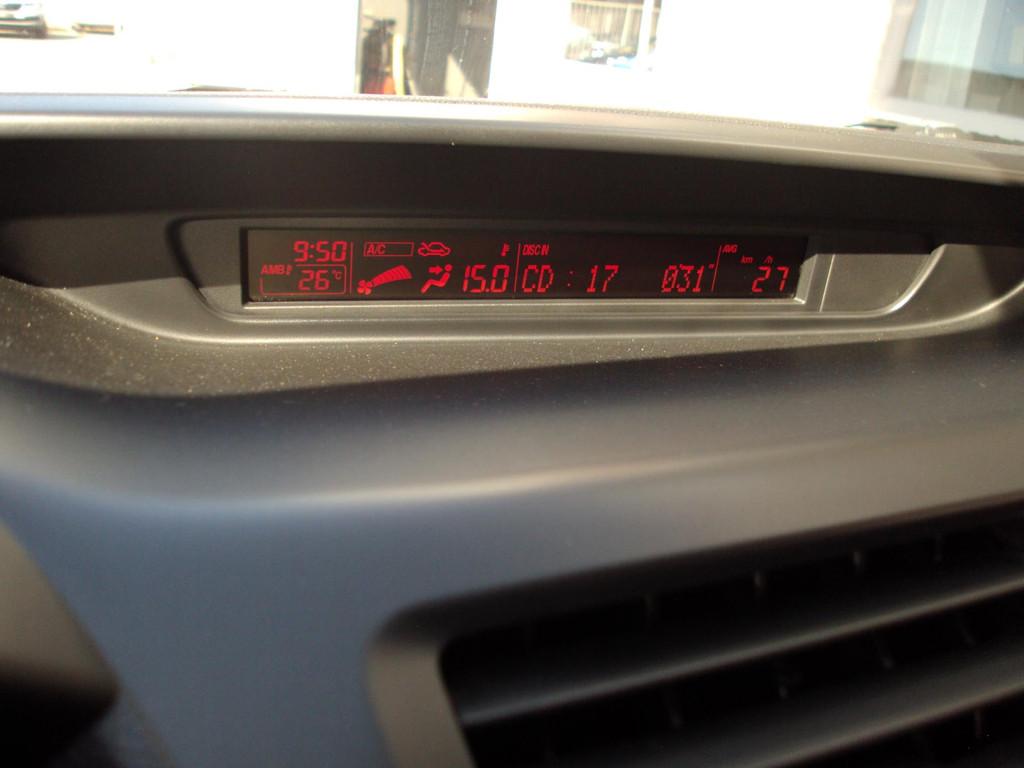 9:50 A/C DISC IN AVG km/h
AMB 26°C 15.0 CD : 17 031" 27